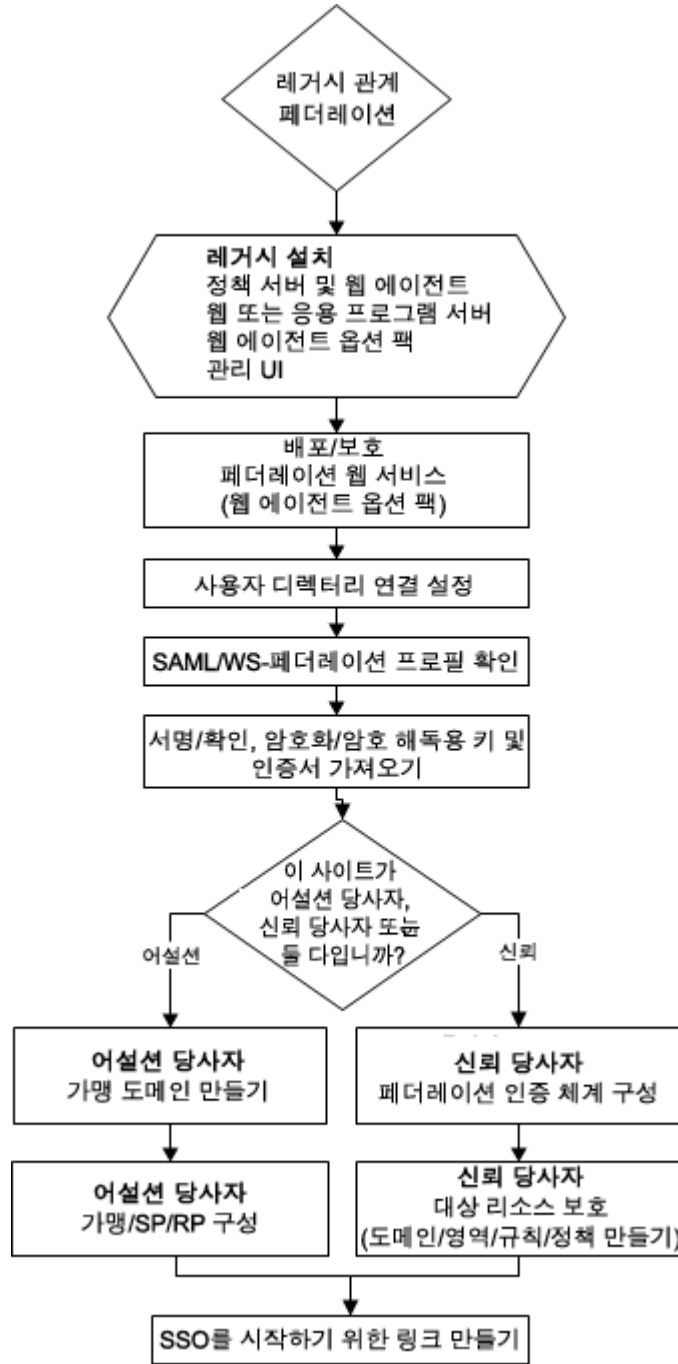 레거시 관계
페더레이션
레거시 설치
정책 서버 및 웹 에이전트
웹 또는 응용 프로그램 서버
웹 에이전트 옵션 팩
관리 UI
배포/보호
페더레이션 웹 서비스
(웹 에이전트 옵션 팩)
사용자 디렉터리 연결 설정
SAML/WS-페더레이션 프로필 확인
서명/확인, 암호화/암호 해독용 키 및
인증서 가져오기
이 사이트가
어설션 당사자,
신뢰 당사자 또는
둘 다입니까?
어설션
신뢰
어설션 당사자
가맹 도메인 만들기
신뢰 당사자
페더레이션 인증 체계 구성
어설션 당사자
가맹/SP/RP 구성
신뢰 당사자
대상 리소스 보호
(도메인/영역/규칙/정책 만들기)
SSO를 시작하기 위한 링크 만들기